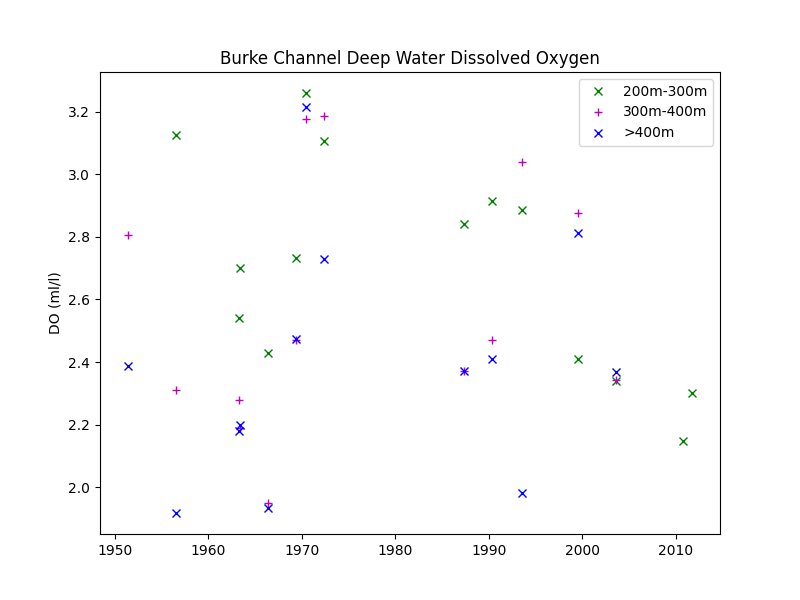 Burke Channel Deep Water Dissolved Oxygen
200m-300m
300m-400m
>400m
DO (ml/l)
3.2
3.0
2.8
2.6
2.4
2.2
2.0
1950 1960 1970 1980 1990 2000 2010